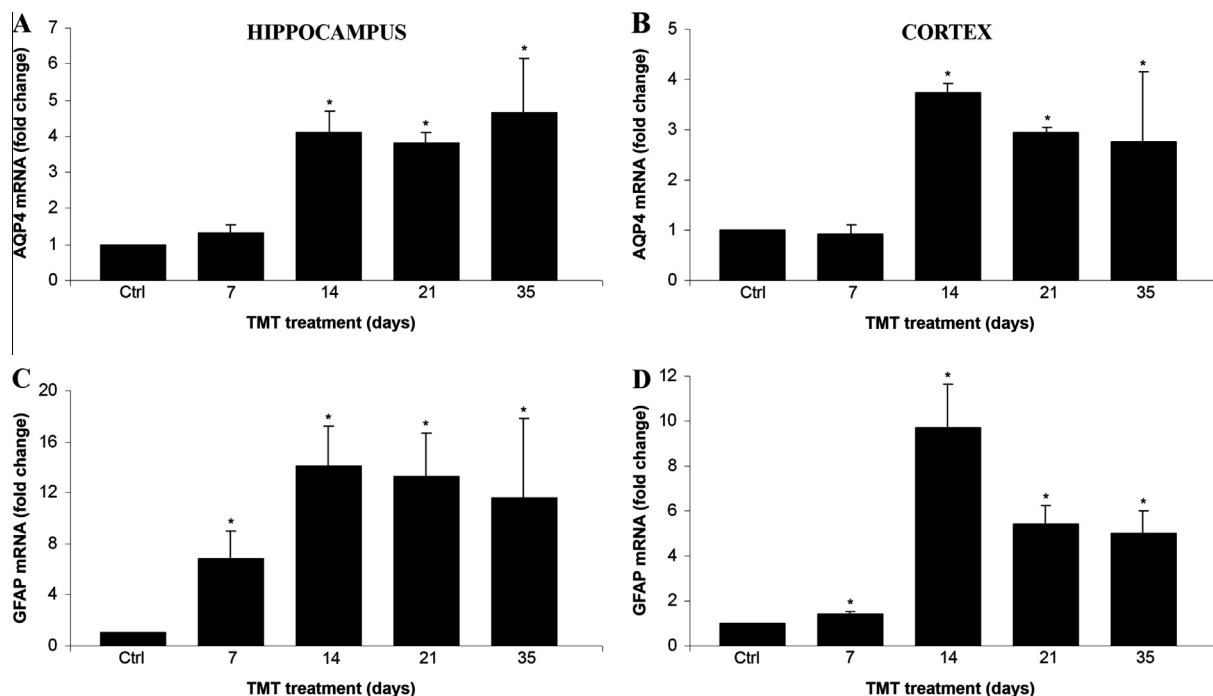 A
HIPPOCAMPUS
AQP4 mRNA (fold change)
7
6
5
4
3
2
1
0
* * *
Ctrl 7 14 21 35
TMT treatment (days)
B
CORTEX
AQP4 mRNA (fold change)
5
4
3
2
1
0
* * *
Ctrl 7 14 21 35
TMT treatment (days)
C
GFAP mRNA (fold change)
20
16
12
8
4
0
* * * *
Ctrl 7 14 21 35
TMT treatment (days)
D
GFAP mRNA (fold change)
12
10
8
6
4
2
0
* * * *
Ctrl 7 14 21 35
TMT treatment (days)